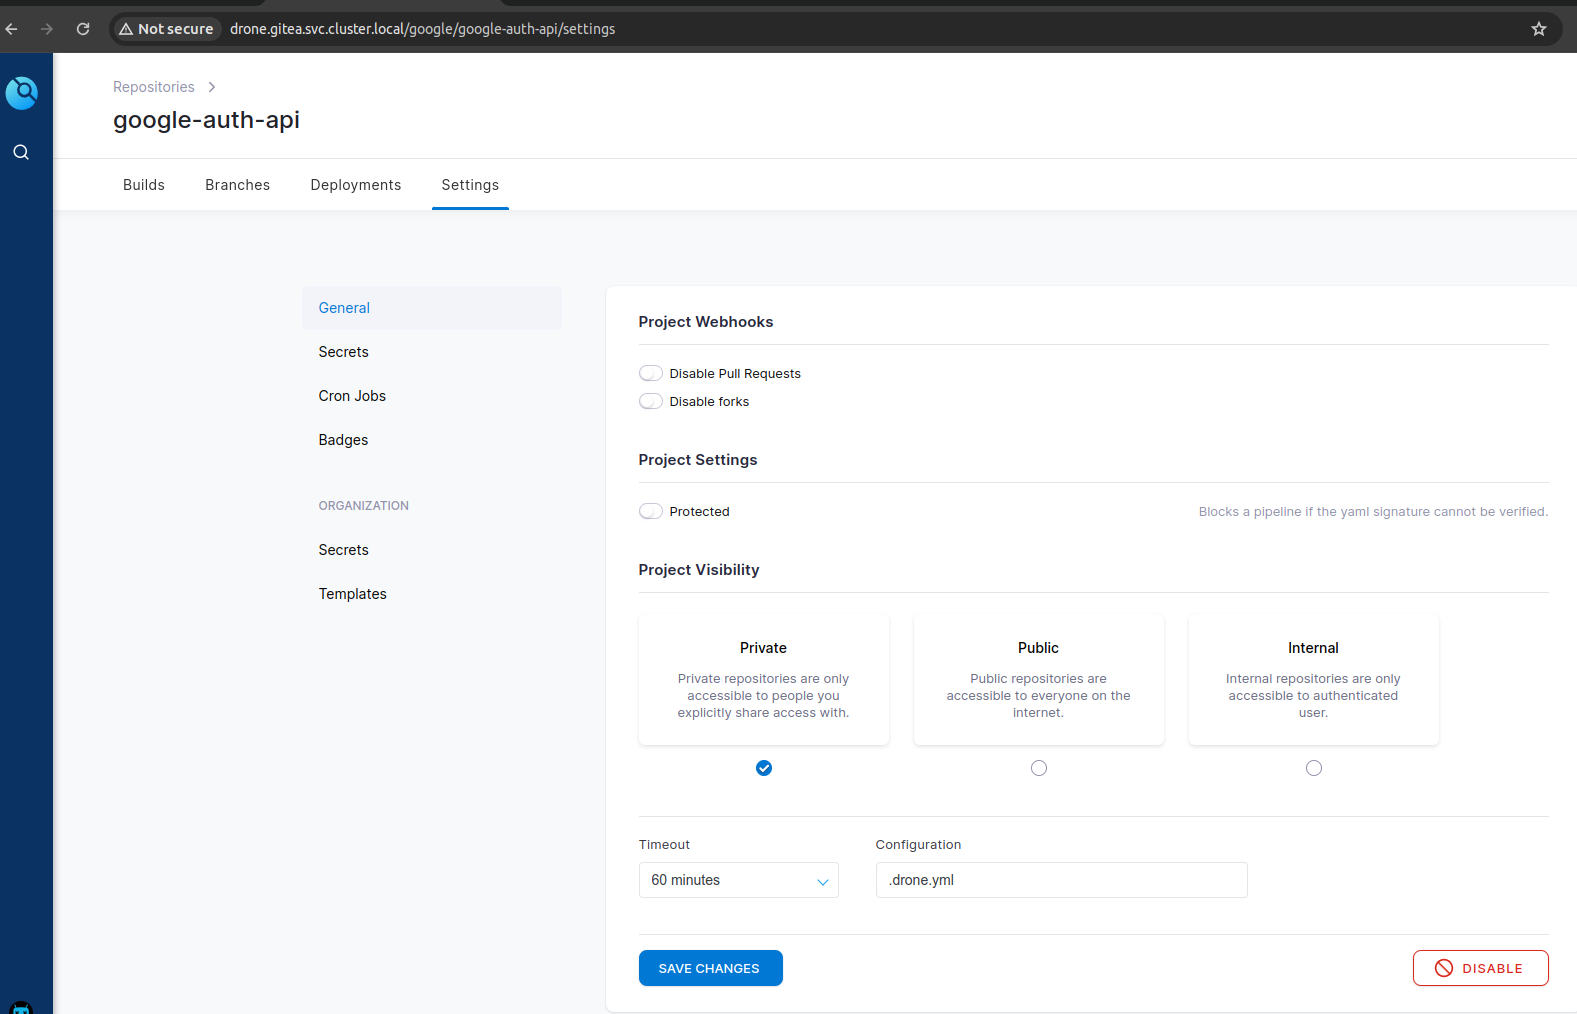 Not secure drone.gitea.svc.cluster.local/google/google-auth-api/settings
Repositories
google-auth-api
Builds Branches Deployments Settings
General
Secrets
Cron Jobs
Badges
ORGANIZATION
Secrets
Templates
Project Webhooks
Disable Pull Requests
Disable forks
Project Settings
Protected Blocks a pipeline if the yaml signature cannot be verified.
Project Visibility
Private
Private repositories are only
accessible to people you
explicitly share access with.
Public
Public repositories are
accessible to everyone on the
internet.
Internal
Internal repositories are only
accessible to authenticated
user.
Timeout Configuration
60 minutes .drone.yml
SAVE CHANGES DISABLE